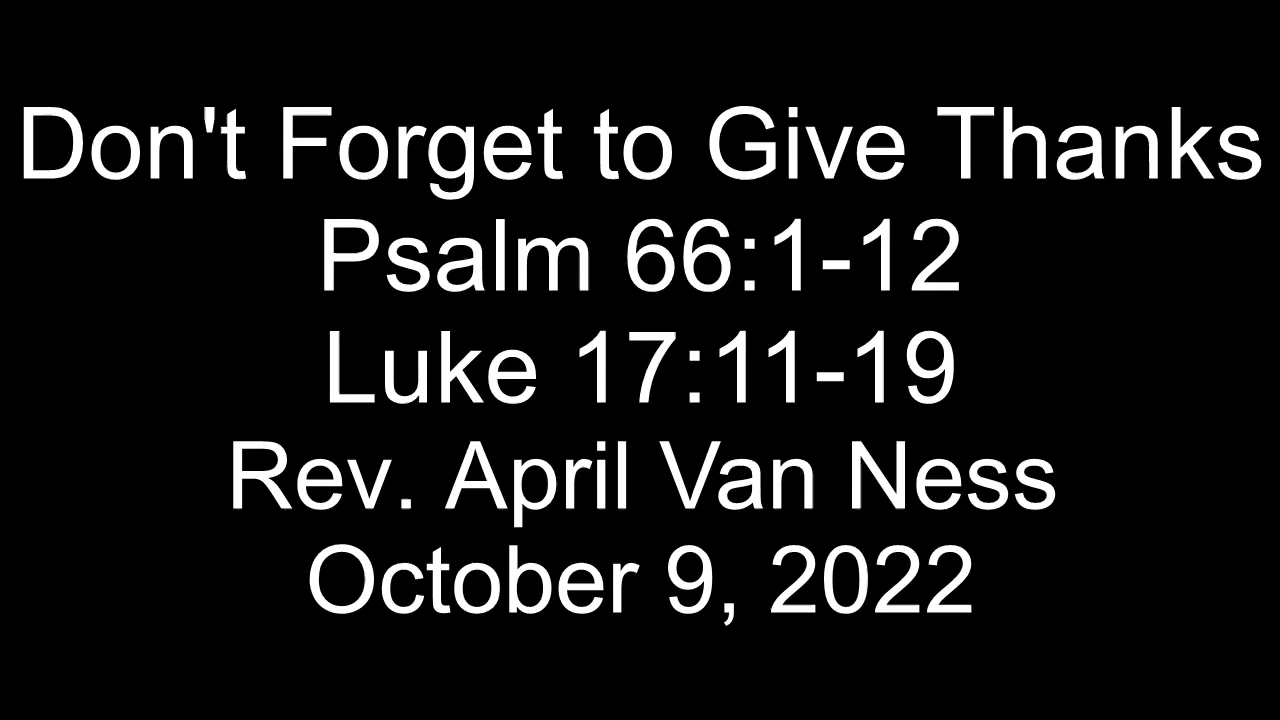 Don't Forget to Give Thanks
Psalm 66:1-12
Luke 17:11-19
Rev. April Van Ness
October 9, 2022